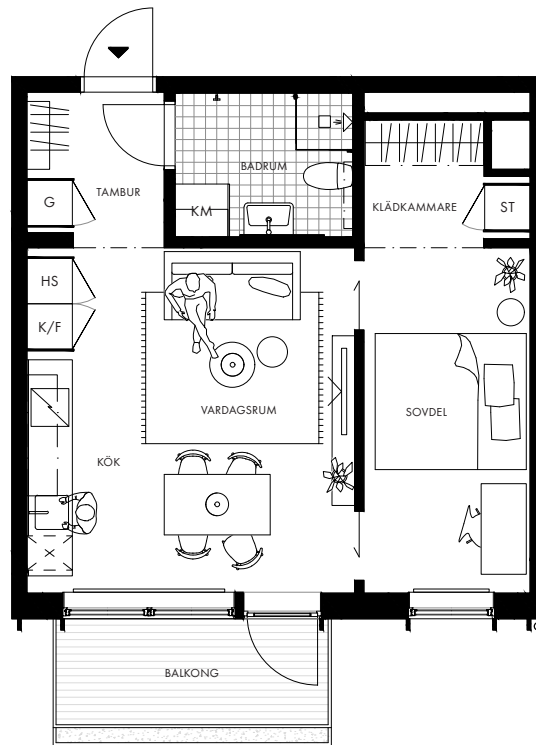 BADRUM
G
TAMBUR
KM
KLÄDKAMMARE
ST
HS
K/F
VARDAGSRUM
SOVDEL
KÖK
BALKONG